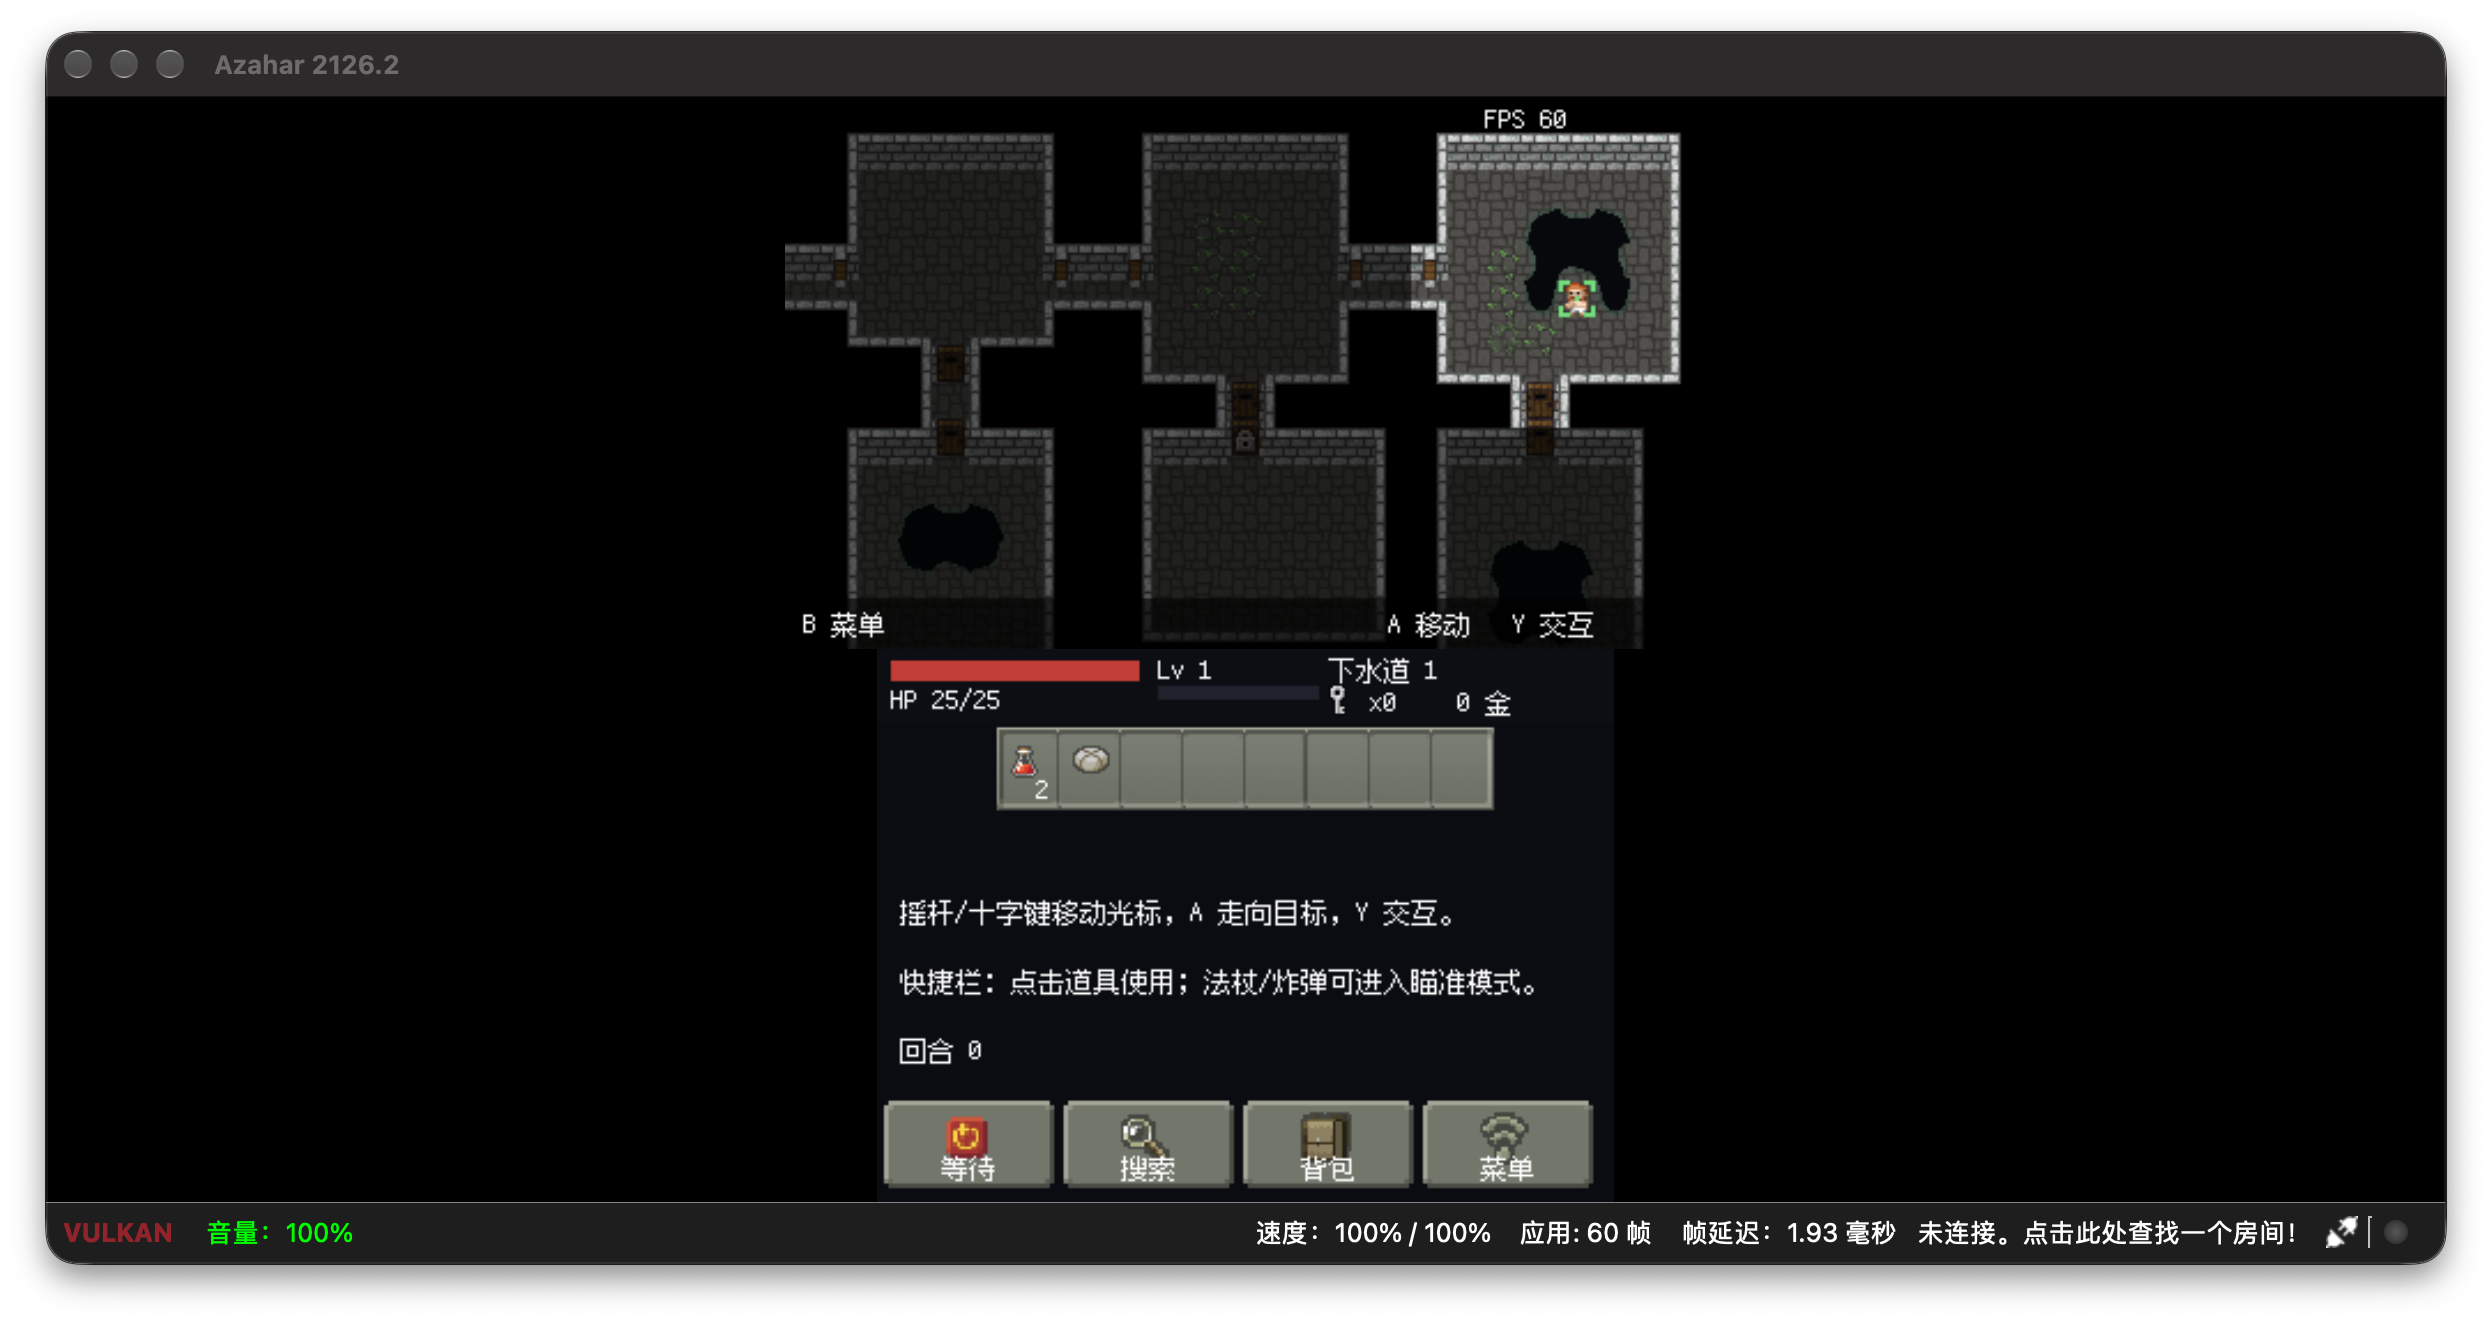 Azahar 2126.2
FPS 60
B 菜单
A 移动 Y 交互
Lv 1
下水道 1
HP 25/25
x0 0 金
2
摇杆/十字键移动光标，A 走向目标，Y 交互。
快捷栏：点击道具使用；法杖/炸弹可进入瞄准模式。
回合 0
等待
搜索
背包
菜单
VULKAN 音量：100%
速度：100% / 100% 应用: 60 帧 帧延迟：1.93 毫秒 未连接。点击此处查找一个房间！